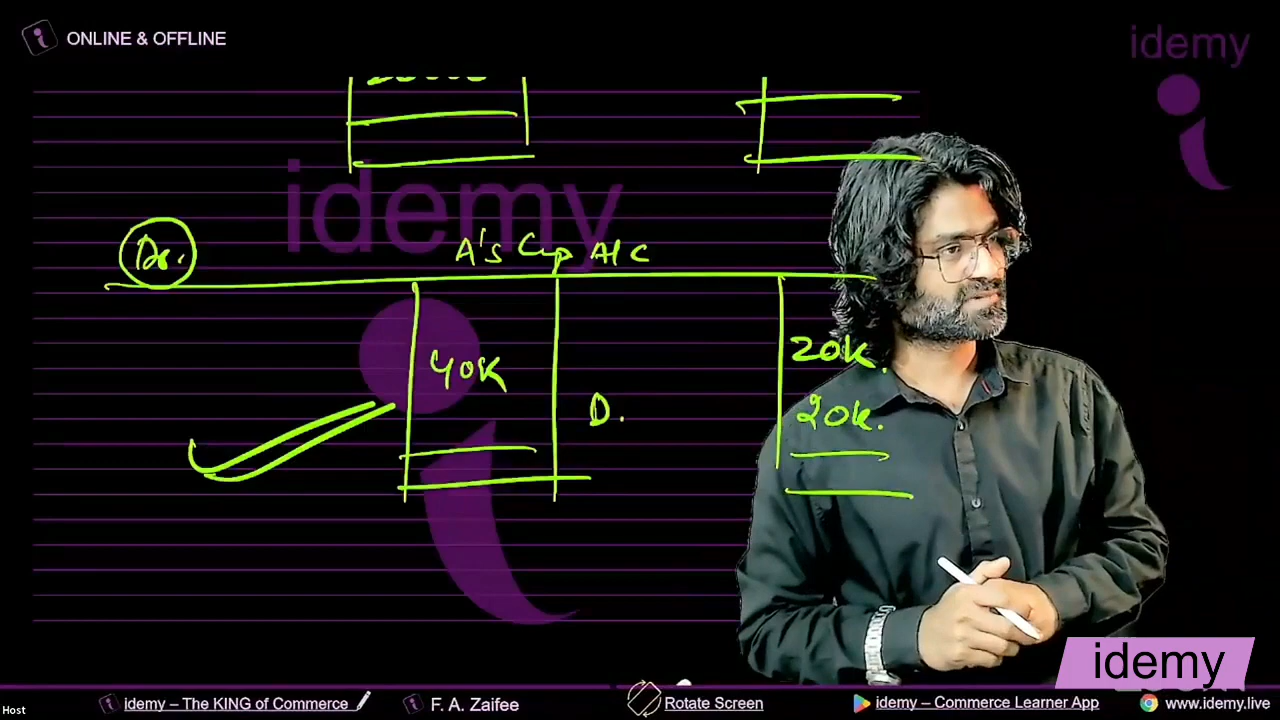 ONLINE & OFFLINE
idemy
idemy
Dr.
A's Cap A/C
40K
20K.
D.
20K.
idemy
idemy – The KING of Commerce
F. A. Zaifee
Rotate Screen
idemy – Commerce Learner App
www.idemy.live
Host